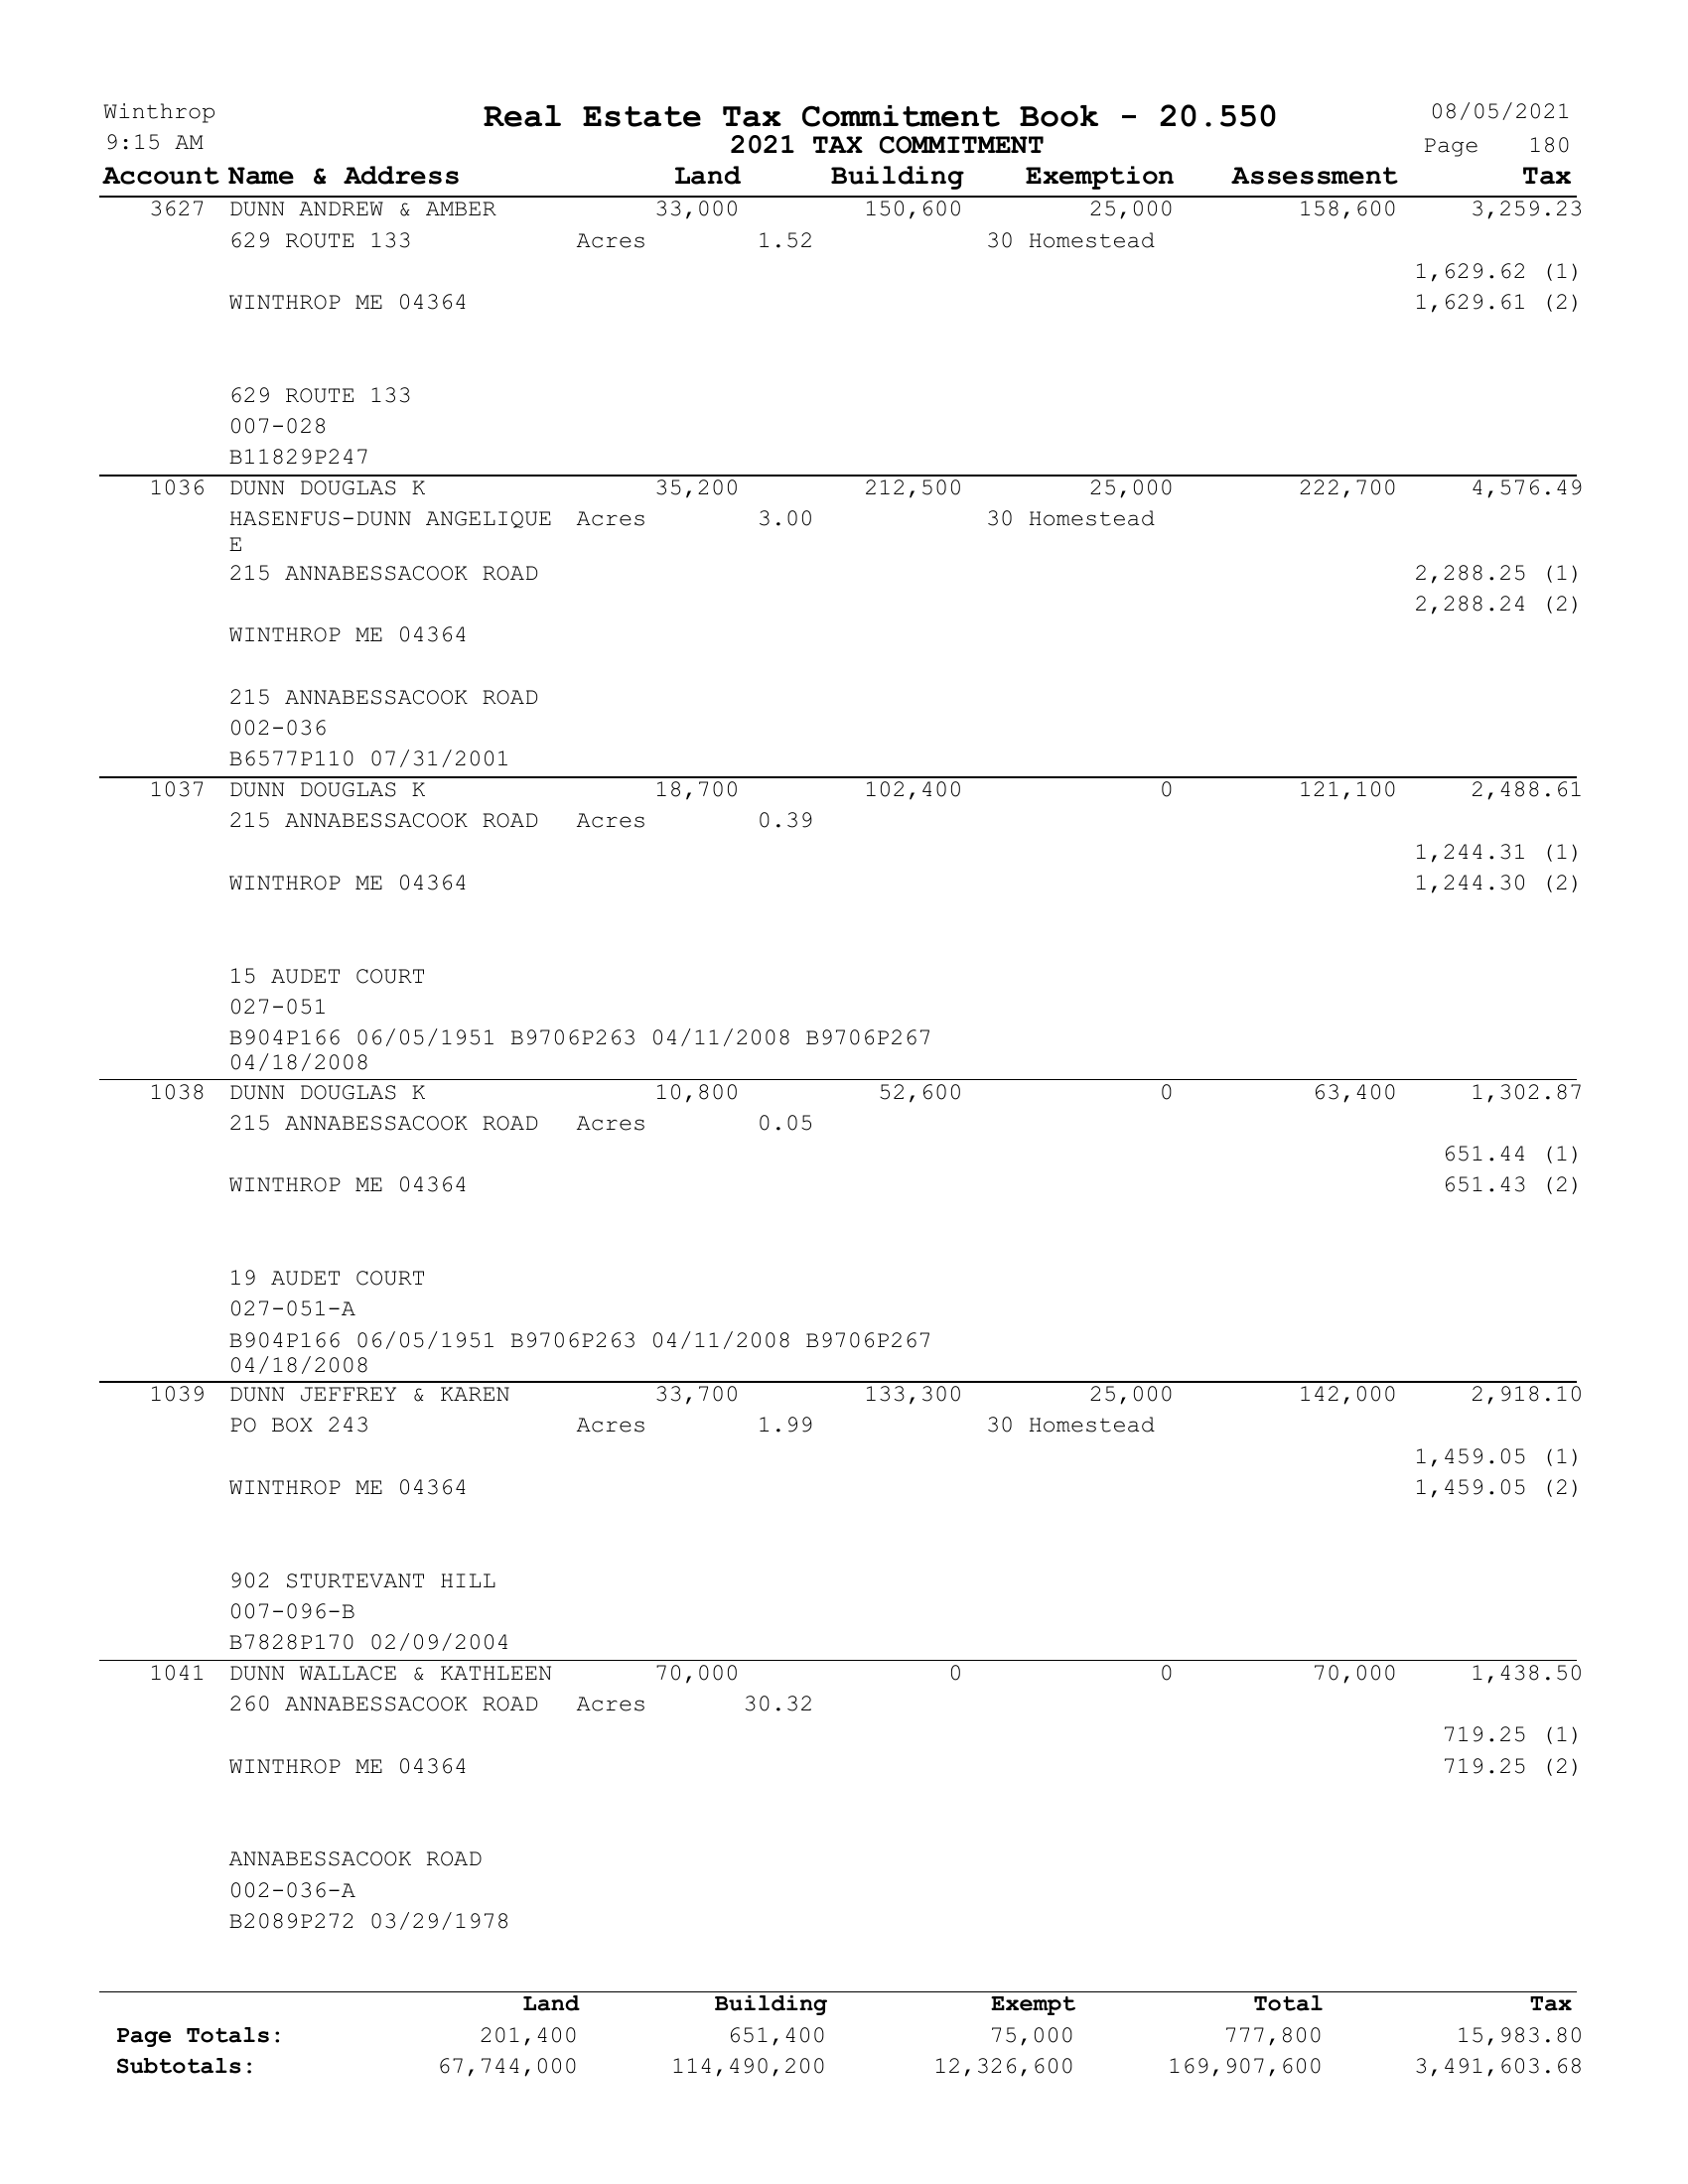 Winthrop Real Estate Tax Commitment Book - 20.550 08/05/2021
9:15 AM 2021 TAX COMMITMENT Page 180
Account Name & Address Land Building Exemption Assessment Tax
3627 DUNN ANDREW & AMBER 33,000 150,600 25,000 158,600 3,259.23
629 ROUTE 133 Acres 1.52 30 Homestead
1,629.62 (1)
WINTHROP ME 04364 1,629.61 (2)
629 ROUTE 133
007-028
B11829P247
1036 DUNN DOUGLAS K 35,200 212,500 25,000 222,700 4,576.49
HASENFUS-DUNN ANGELIQUE Acres 3.00 30 Homestead
E
215 ANNABESSACOOK ROAD 2,288.25 (1)
2,288.24 (2)
WINTHROP ME 04364
215 ANNABESSACOOK ROAD
002-036
B6577P110 07/31/2001
1037 DUNN DOUGLAS K 18,700 102,400 0 121,100 2,488.61
215 ANNABESSACOOK ROAD Acres 0.39
1,244.31 (1)
WINTHROP ME 04364 1,244.30 (2)
15 AUDET COURT
027-051
B904P166 06/05/1951 B9706P263 04/11/2008 B9706P267
04/18/2008
1038 DUNN DOUGLAS K 10,800 52,600 0 63,400 1,302.87
215 ANNABESSACOOK ROAD Acres 0.05
651.44 (1)
WINTHROP ME 04364 651.43 (2)
19 AUDET COURT
027-051-A
B904P166 06/05/1951 B9706P263 04/11/2008 B9706P267
04/18/2008
1039 DUNN JEFFREY & KAREN 33,700 133,300 25,000 142,000 2,918.10
PO BOX 243 Acres 1.99 30 Homestead
1,459.05 (1)
WINTHROP ME 04364 1,459.05 (2)
902 STURTEVANT HILL
007-096-B
B7828P170 02/09/2004
1041 DUNN WALLACE & KATHLEEN 70,000 0 0 70,000 1,438.50
260 ANNABESSACOOK ROAD Acres 30.32
719.25 (1)
WINTHROP ME 04364 719.25 (2)
ANNABESSACOOK ROAD
002-036-A
B2089P272 03/29/1978
Land Building Exempt Total Tax
Page Totals: 201,400 651,400 75,000 777,800 15,983.80
Subtotals: 67,744,000 114,490,200 12,326,600 169,907,600 3,491,603.68